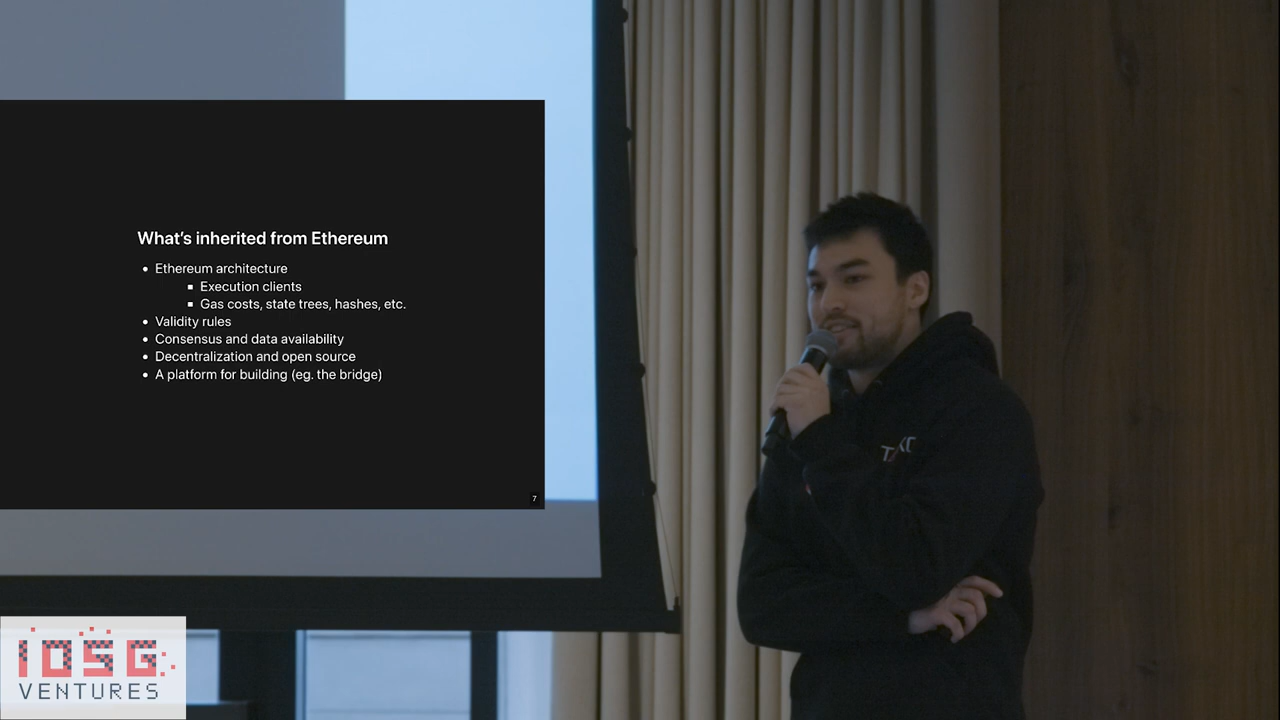 What's inherited from Ethereum
• Ethereum architecture
▪ Execution clients
▪ Gas costs, state trees, hashes, etc.
• Validity rules
• Consensus and data availability
• Decentralization and open source
• A platform for building (eg. the bridge)
7
IOSG
VENTURES